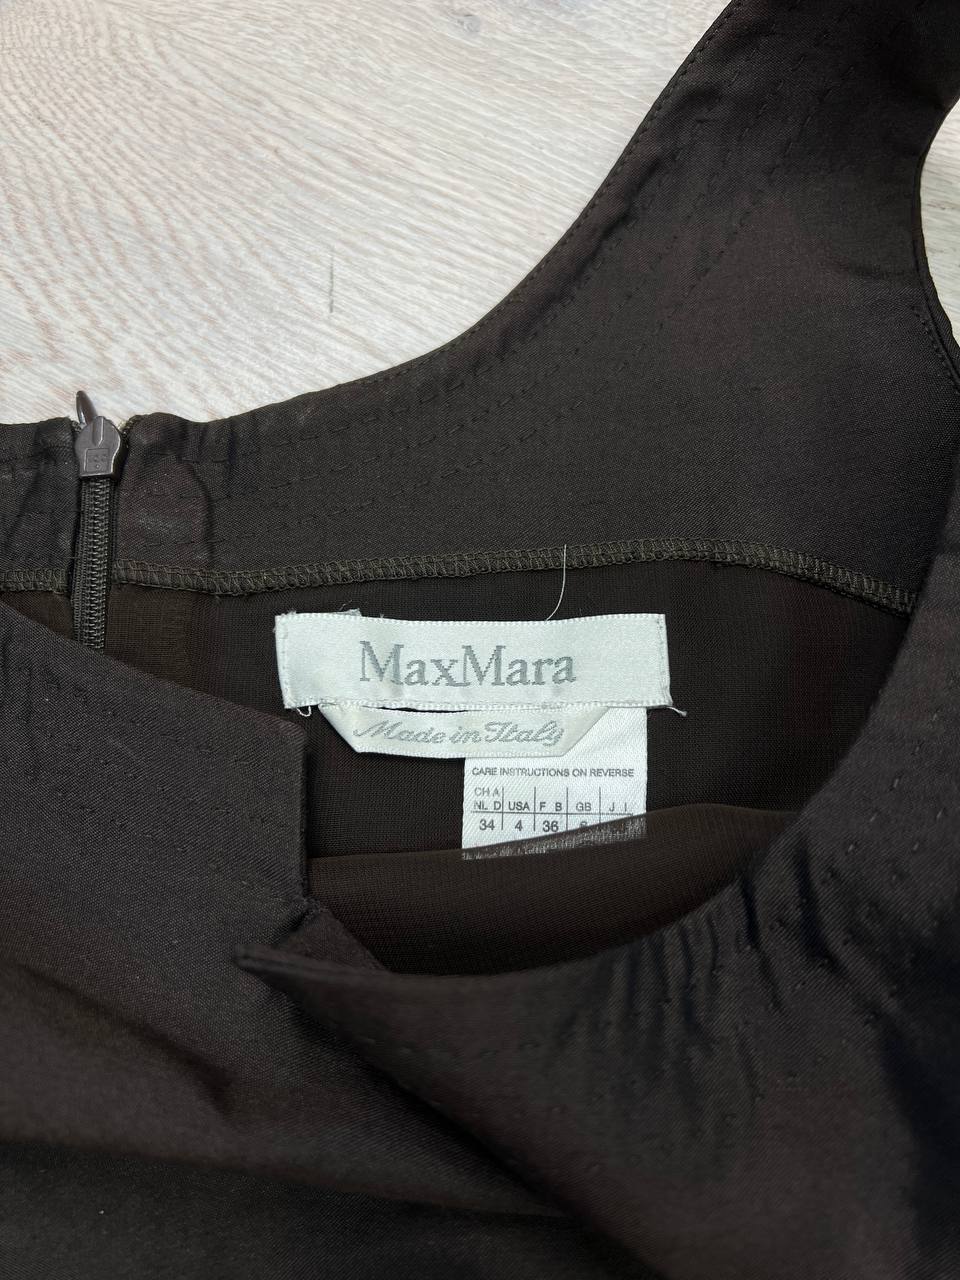 MaxMara
Made in Italy
CARE INSTRUCTIONS ON REVERSE
CH A
NL D USA F B GB J I
34 4 36